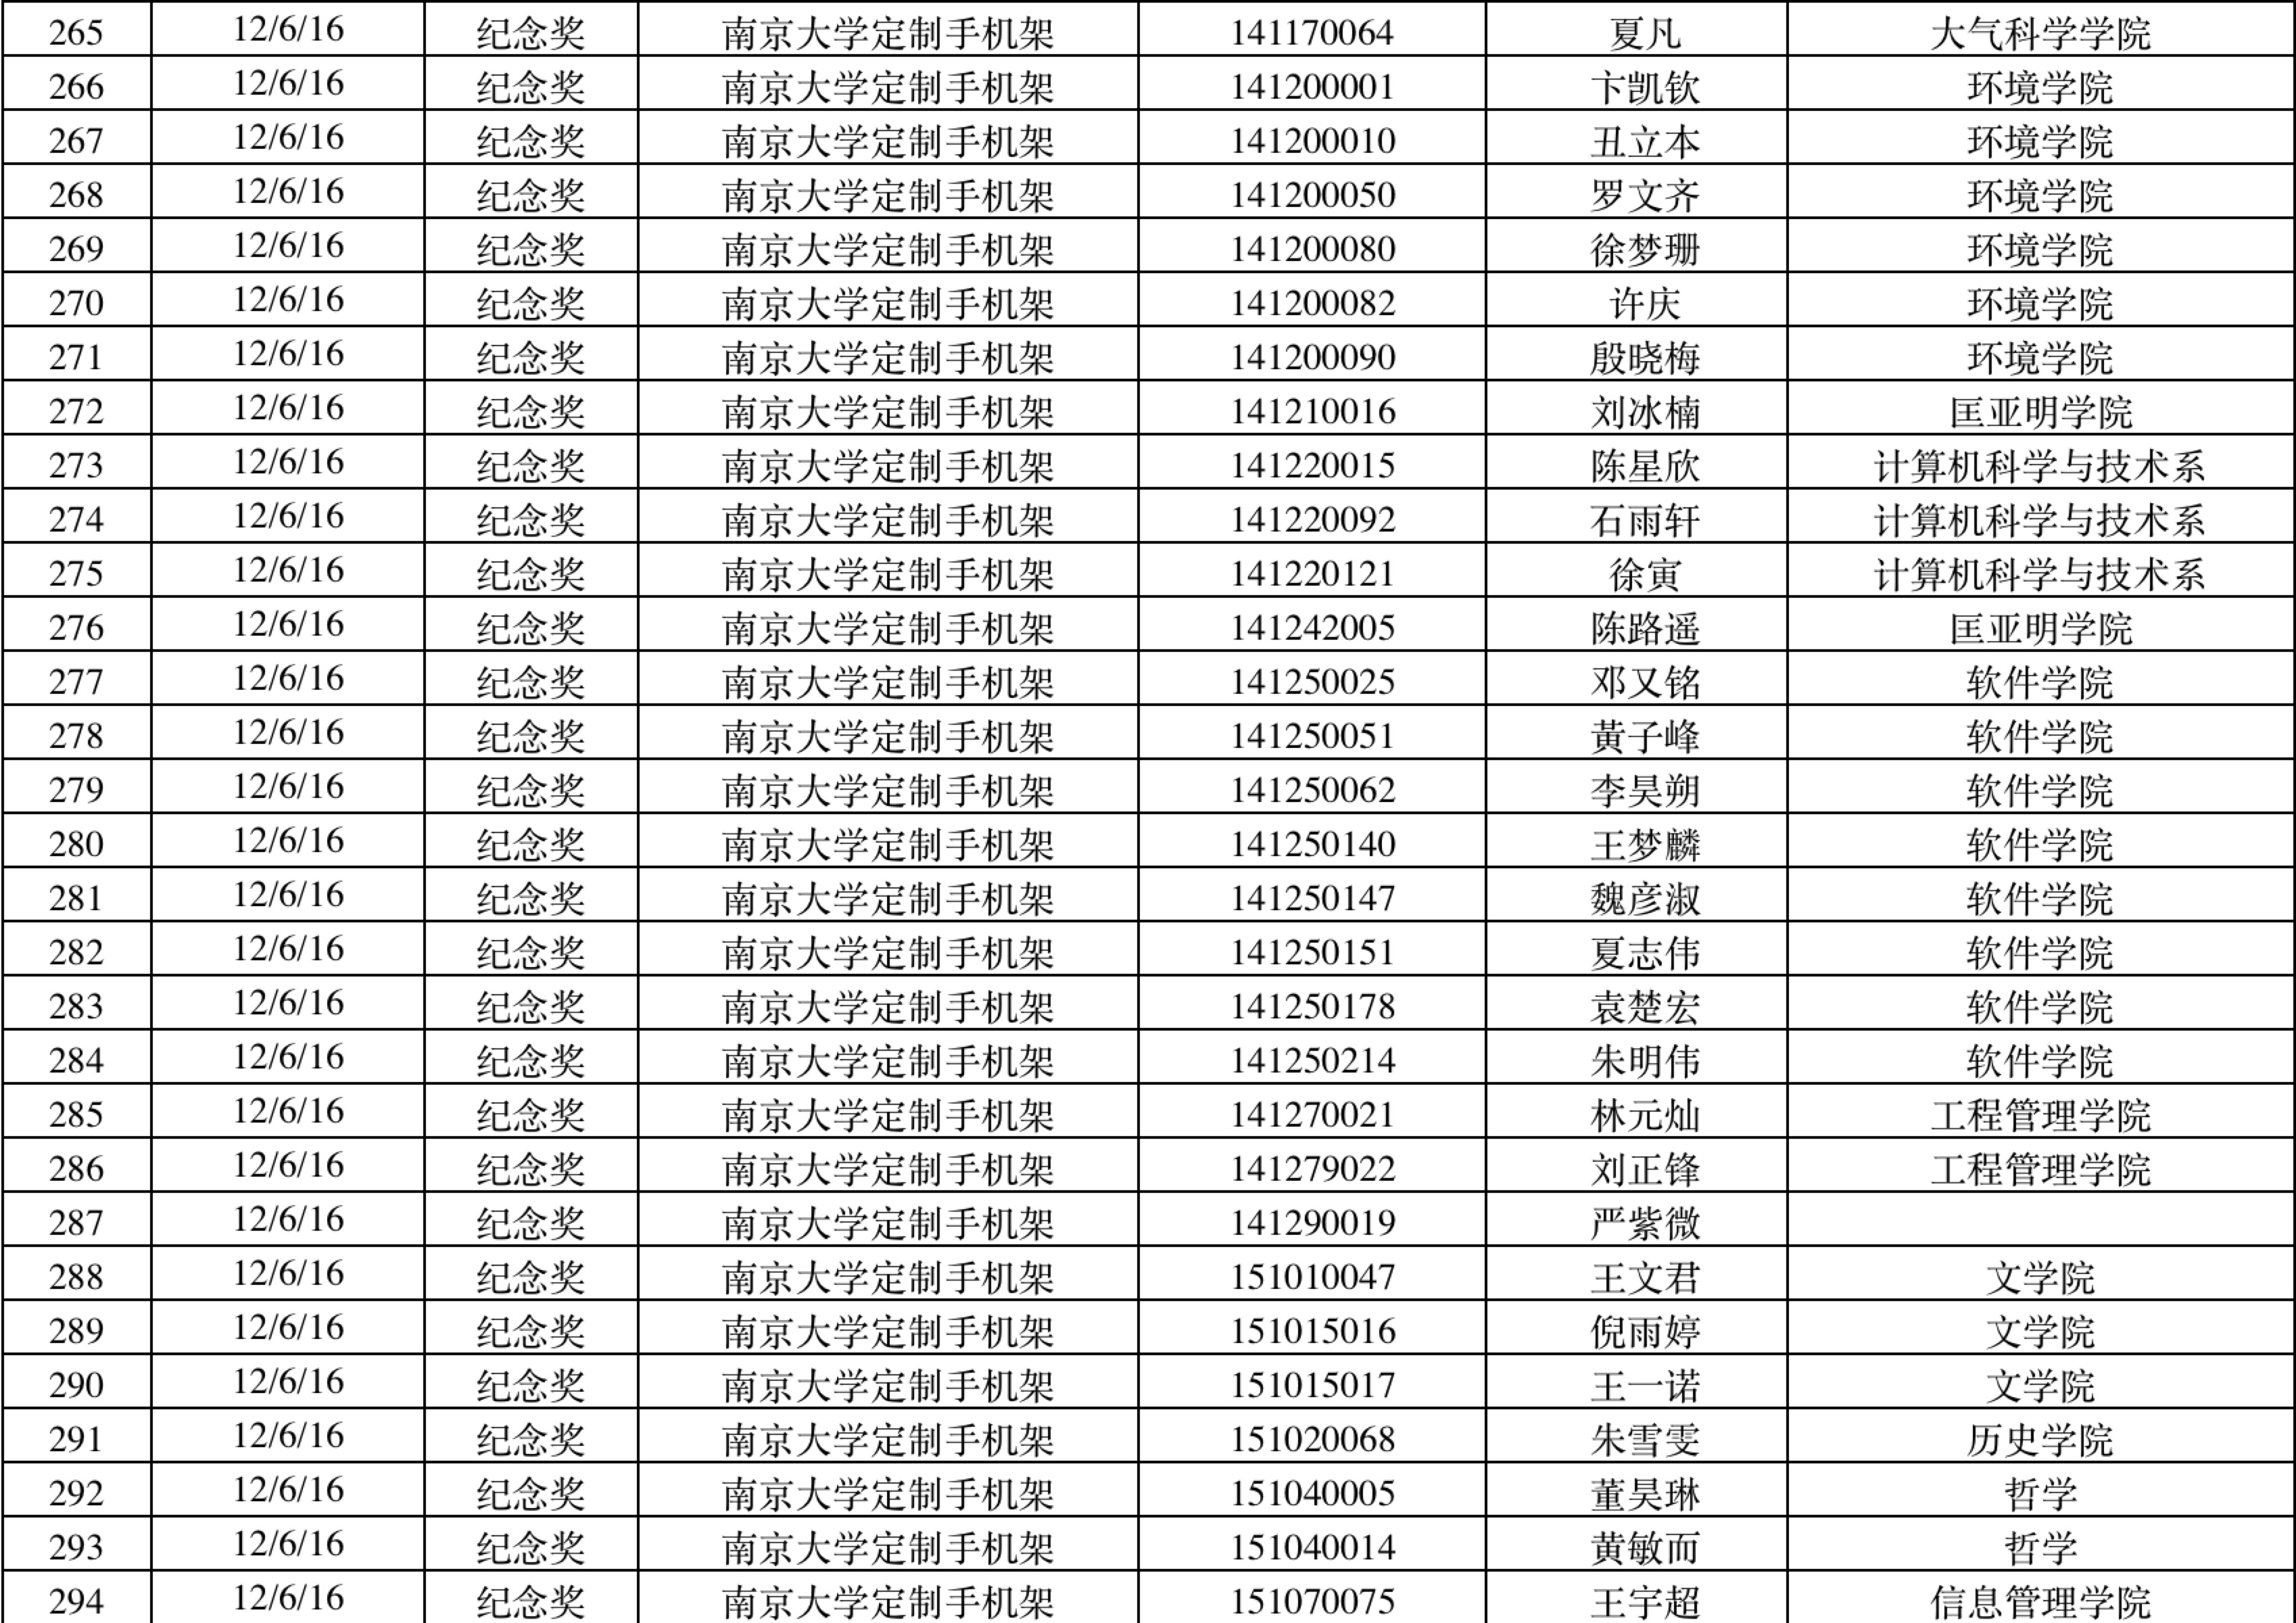 265 12/6/16 纪念奖 南京大学定制手机架 141170064 夏凡 大气科学学院
266 12/6/16 纪念奖 南京大学定制手机架 141200001 卞凯钦 环境学院
267 12/6/16 纪念奖 南京大学定制手机架 141200010 丑立本 环境学院
268 12/6/16 纪念奖 南京大学定制手机架 141200050 罗文齐 环境学院
269 12/6/16 纪念奖 南京大学定制手机架 141200080 徐梦珊 环境学院
270 12/6/16 纪念奖 南京大学定制手机架 141200082 许庆 环境学院
271 12/6/16 纪念奖 南京大学定制手机架 141200090 殷晓梅 环境学院
272 12/6/16 纪念奖 南京大学定制手机架 141210016 刘冰楠 匡亚明学院
273 12/6/16 纪念奖 南京大学定制手机架 141220015 陈星欣 计算机科学与技术系
274 12/6/16 纪念奖 南京大学定制手机架 141220092 石雨轩 计算机科学与技术系
275 12/6/16 纪念奖 南京大学定制手机架 141220121 徐寅 计算机科学与技术系
276 12/6/16 纪念奖 南京大学定制手机架 141242005 陈路遥 匡亚明学院
277 12/6/16 纪念奖 南京大学定制手机架 141250025 邓又铭 软件学院
278 12/6/16 纪念奖 南京大学定制手机架 141250051 黄子峰 软件学院
279 12/6/16 纪念奖 南京大学定制手机架 141250062 李昊朔 软件学院
280 12/6/16 纪念奖 南京大学定制手机架 141250140 王梦麟 软件学院
281 12/6/16 纪念奖 南京大学定制手机架 141250147 魏彦淑 软件学院
282 12/6/16 纪念奖 南京大学定制手机架 141250151 夏志伟 软件学院
283 12/6/16 纪念奖 南京大学定制手机架 141250178 袁楚宏 软件学院
284 12/6/16 纪念奖 南京大学定制手机架 141250214 朱明伟 软件学院
285 12/6/16 纪念奖 南京大学定制手机架 141270021 林元灿 工程管理学院
286 12/6/16 纪念奖 南京大学定制手机架 141279022 刘正锋 工程管理学院
287 12/6/16 纪念奖 南京大学定制手机架 141290019 严紫微
288 12/6/16 纪念奖 南京大学定制手机架 151010047 王文君 文学院
289 12/6/16 纪念奖 南京大学定制手机架 151015016 倪雨婷 文学院
290 12/6/16 纪念奖 南京大学定制手机架 151015017 王一诺 文学院
291 12/6/16 纪念奖 南京大学定制手机架 151020068 朱雪雯 历史学院
292 12/6/16 纪念奖 南京大学定制手机架 151040005 董昊琳 哲学
293 12/6/16 纪念奖 南京大学定制手机架 151040014 黄敏而 哲学
294 12/6/16 纪念奖 南京大学定制手机架 151070075 王宇超 信息管理学院